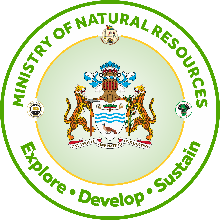 MINISTRY OF NATURAL RESOURCES
Explore • Develop • Sustain